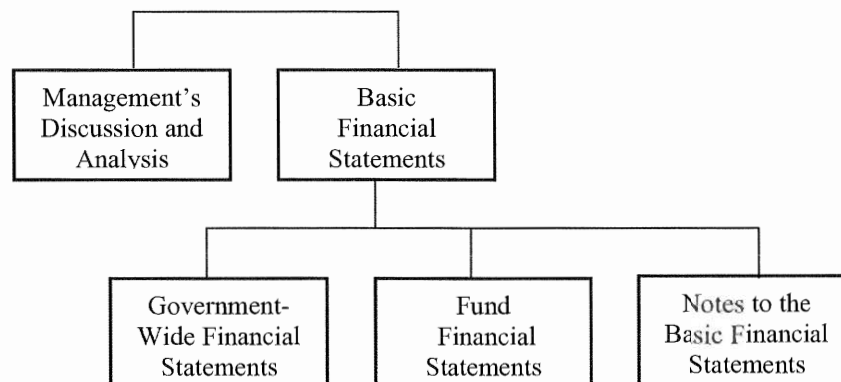 Management's
Discussion and
Analysis
Basic
Financial
Statements
Government-
Wide Financial
Statements
Fund
Financial
Statements
Notes to the
Basic Financial
Statements